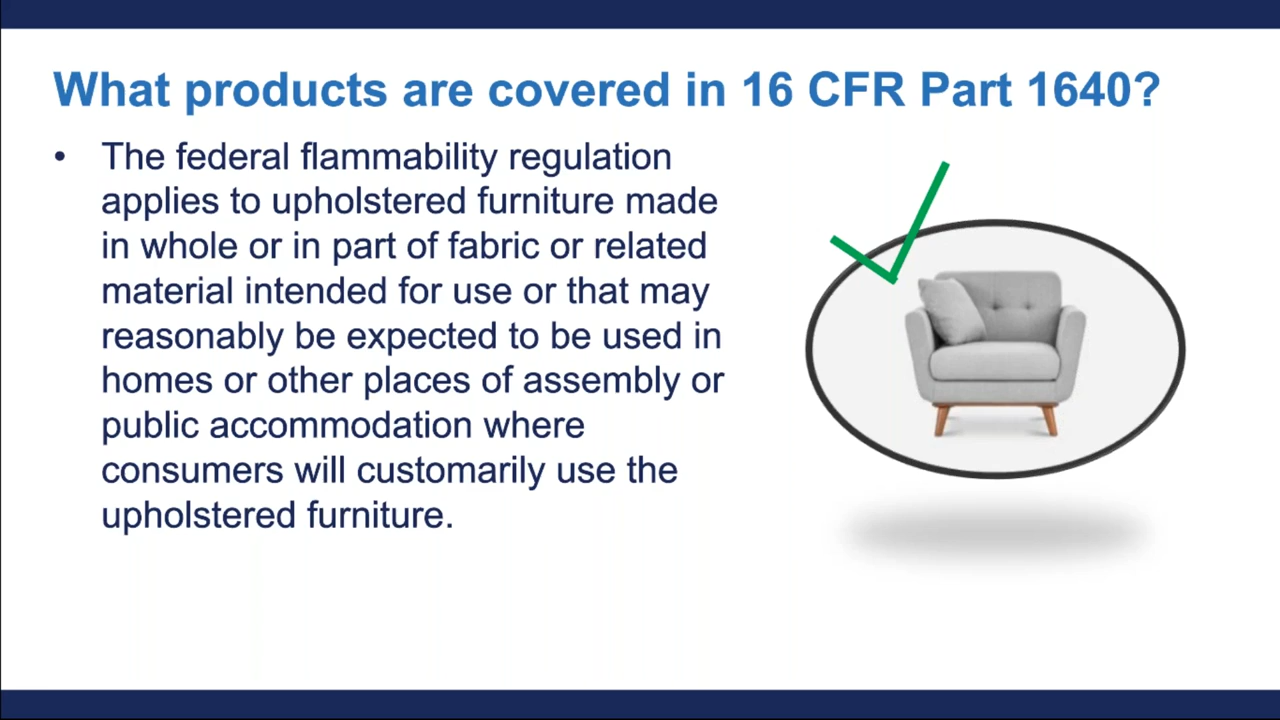 What products are covered in 16 CFR Part 1640?
• The federal flammability regulation
applies to upholstered furniture made
in whole or in part of fabric or related
material intended for use or that may
reasonably be expected to be used in
homes or other places of assembly or
public accommodation where
consumers will customarily use the
upholstered furniture.